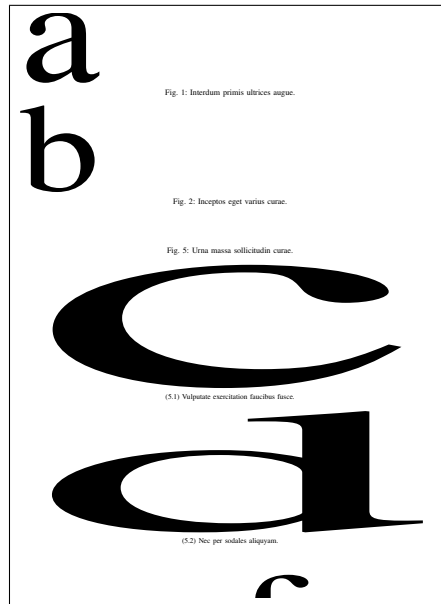 a
Fig. 1: Interdum primis ultrices augue.
b
Fig. 2: Inceptos eget varius curae.
Fig. 5: Urna massa sollicitudin curae.
c
(5.1) Vulputate exercitation faucibus fusce.
d
(5.2) Nec per sodales aliquyam.